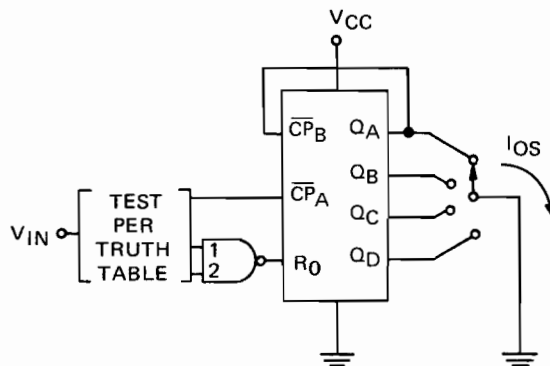 VCC
CPB QA
IOS
QB
TEST
CPA
PER
QC
VIN
TRUTH
1
TABLE
2
R0
QD